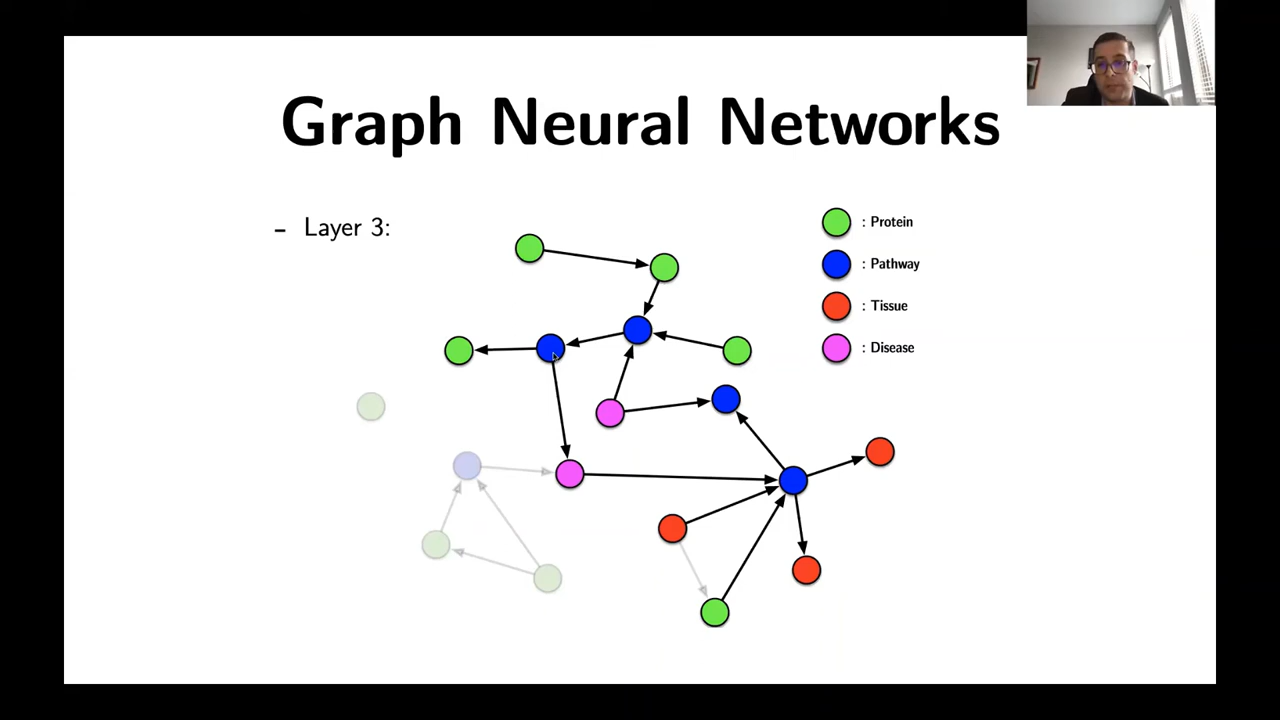 Graph Neural Networks
- Layer 3:
: Protein
: Pathway
: Tissue
: Disease